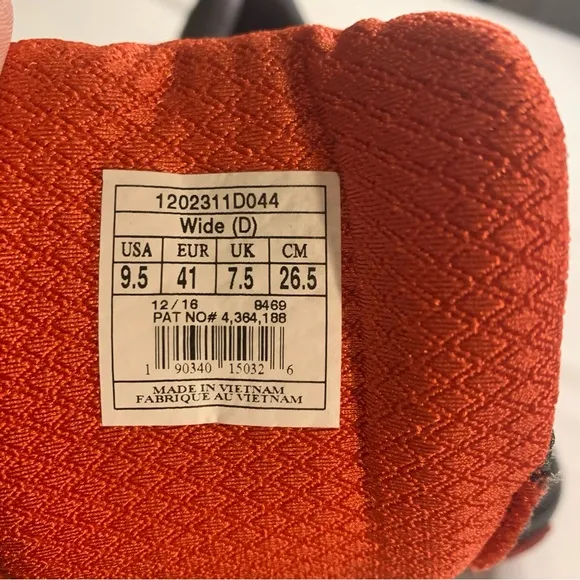 1202311D044
Wide (D)
USA EUR UK CM
9.5 41 7.5 26.5
12/16 8469
PAT NO# 4,364,188
1 90340 15032 6
MADE IN VIETNAM
FABRIQUE AU VIETNAM